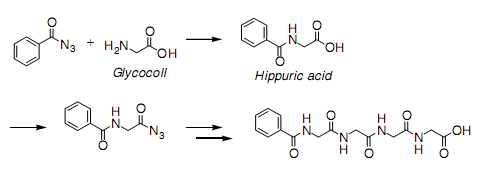 O O H O
N3 + H2N OH N OH
O
Glycocoll Hippuric acid
H O H O H O
N N3 N N OH
O O N O N O
H H